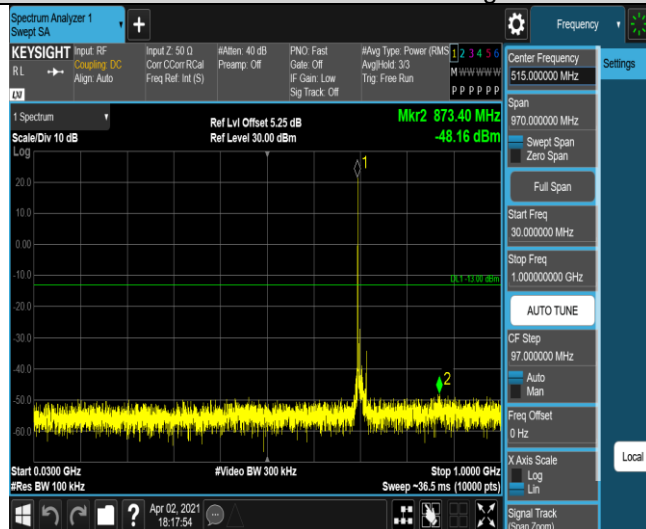 Spectrum Analyzer 1
Swept SA
Frequency
KEYSIGHT
RL
LXI
Input: RF
Coupling: DC
Align: Auto
Input Z: 50 Ω
Corr CCorr RCal
Freq Ref: Int (S)
#Atten: 40 dB
Preamp: Off
PNO: Fast
Gate: Off
IF Gain: Low
Sig Track: Off
#Avg Type: Power (RMS
Avg|Hold: 3/3
Trig: Free Run
1 2 3 4 5 6
M W W W W W
P P P P P P
1 Spectrum
Scale/Div 10 dB
Log
Ref Lvl Offset 5.25 dB
Ref Level 30.00 dBm
Mkr2 873.40 MHz
-48.16 dBm
1
20.0
10.0
0.00
-10.0
DL1 -13.00 dBm
-20.0
-30.0
-40.0
2
-50.0
-60.0
Start 0.0300 GHz
#Res BW 100 kHz
#Video BW 300 kHz
Stop 1.0000 GHz
Sweep ~36.5 ms (10000 pts)
Apr 02, 2021
18:17:54
?
Center Frequency
515.000000 MHz
Settings
Span
970.000000 MHz
Swept Span
Zero Span
Full Span
Start Freq
30.000000 MHz
Stop Freq
1.000000000 GHz
AUTO TUNE
CF Step
97.000000 MHz
Auto
Man
Freq Offset
0 Hz
X Axis Scale
Log
Lin
Local
Signal Track
(Span Zoom)